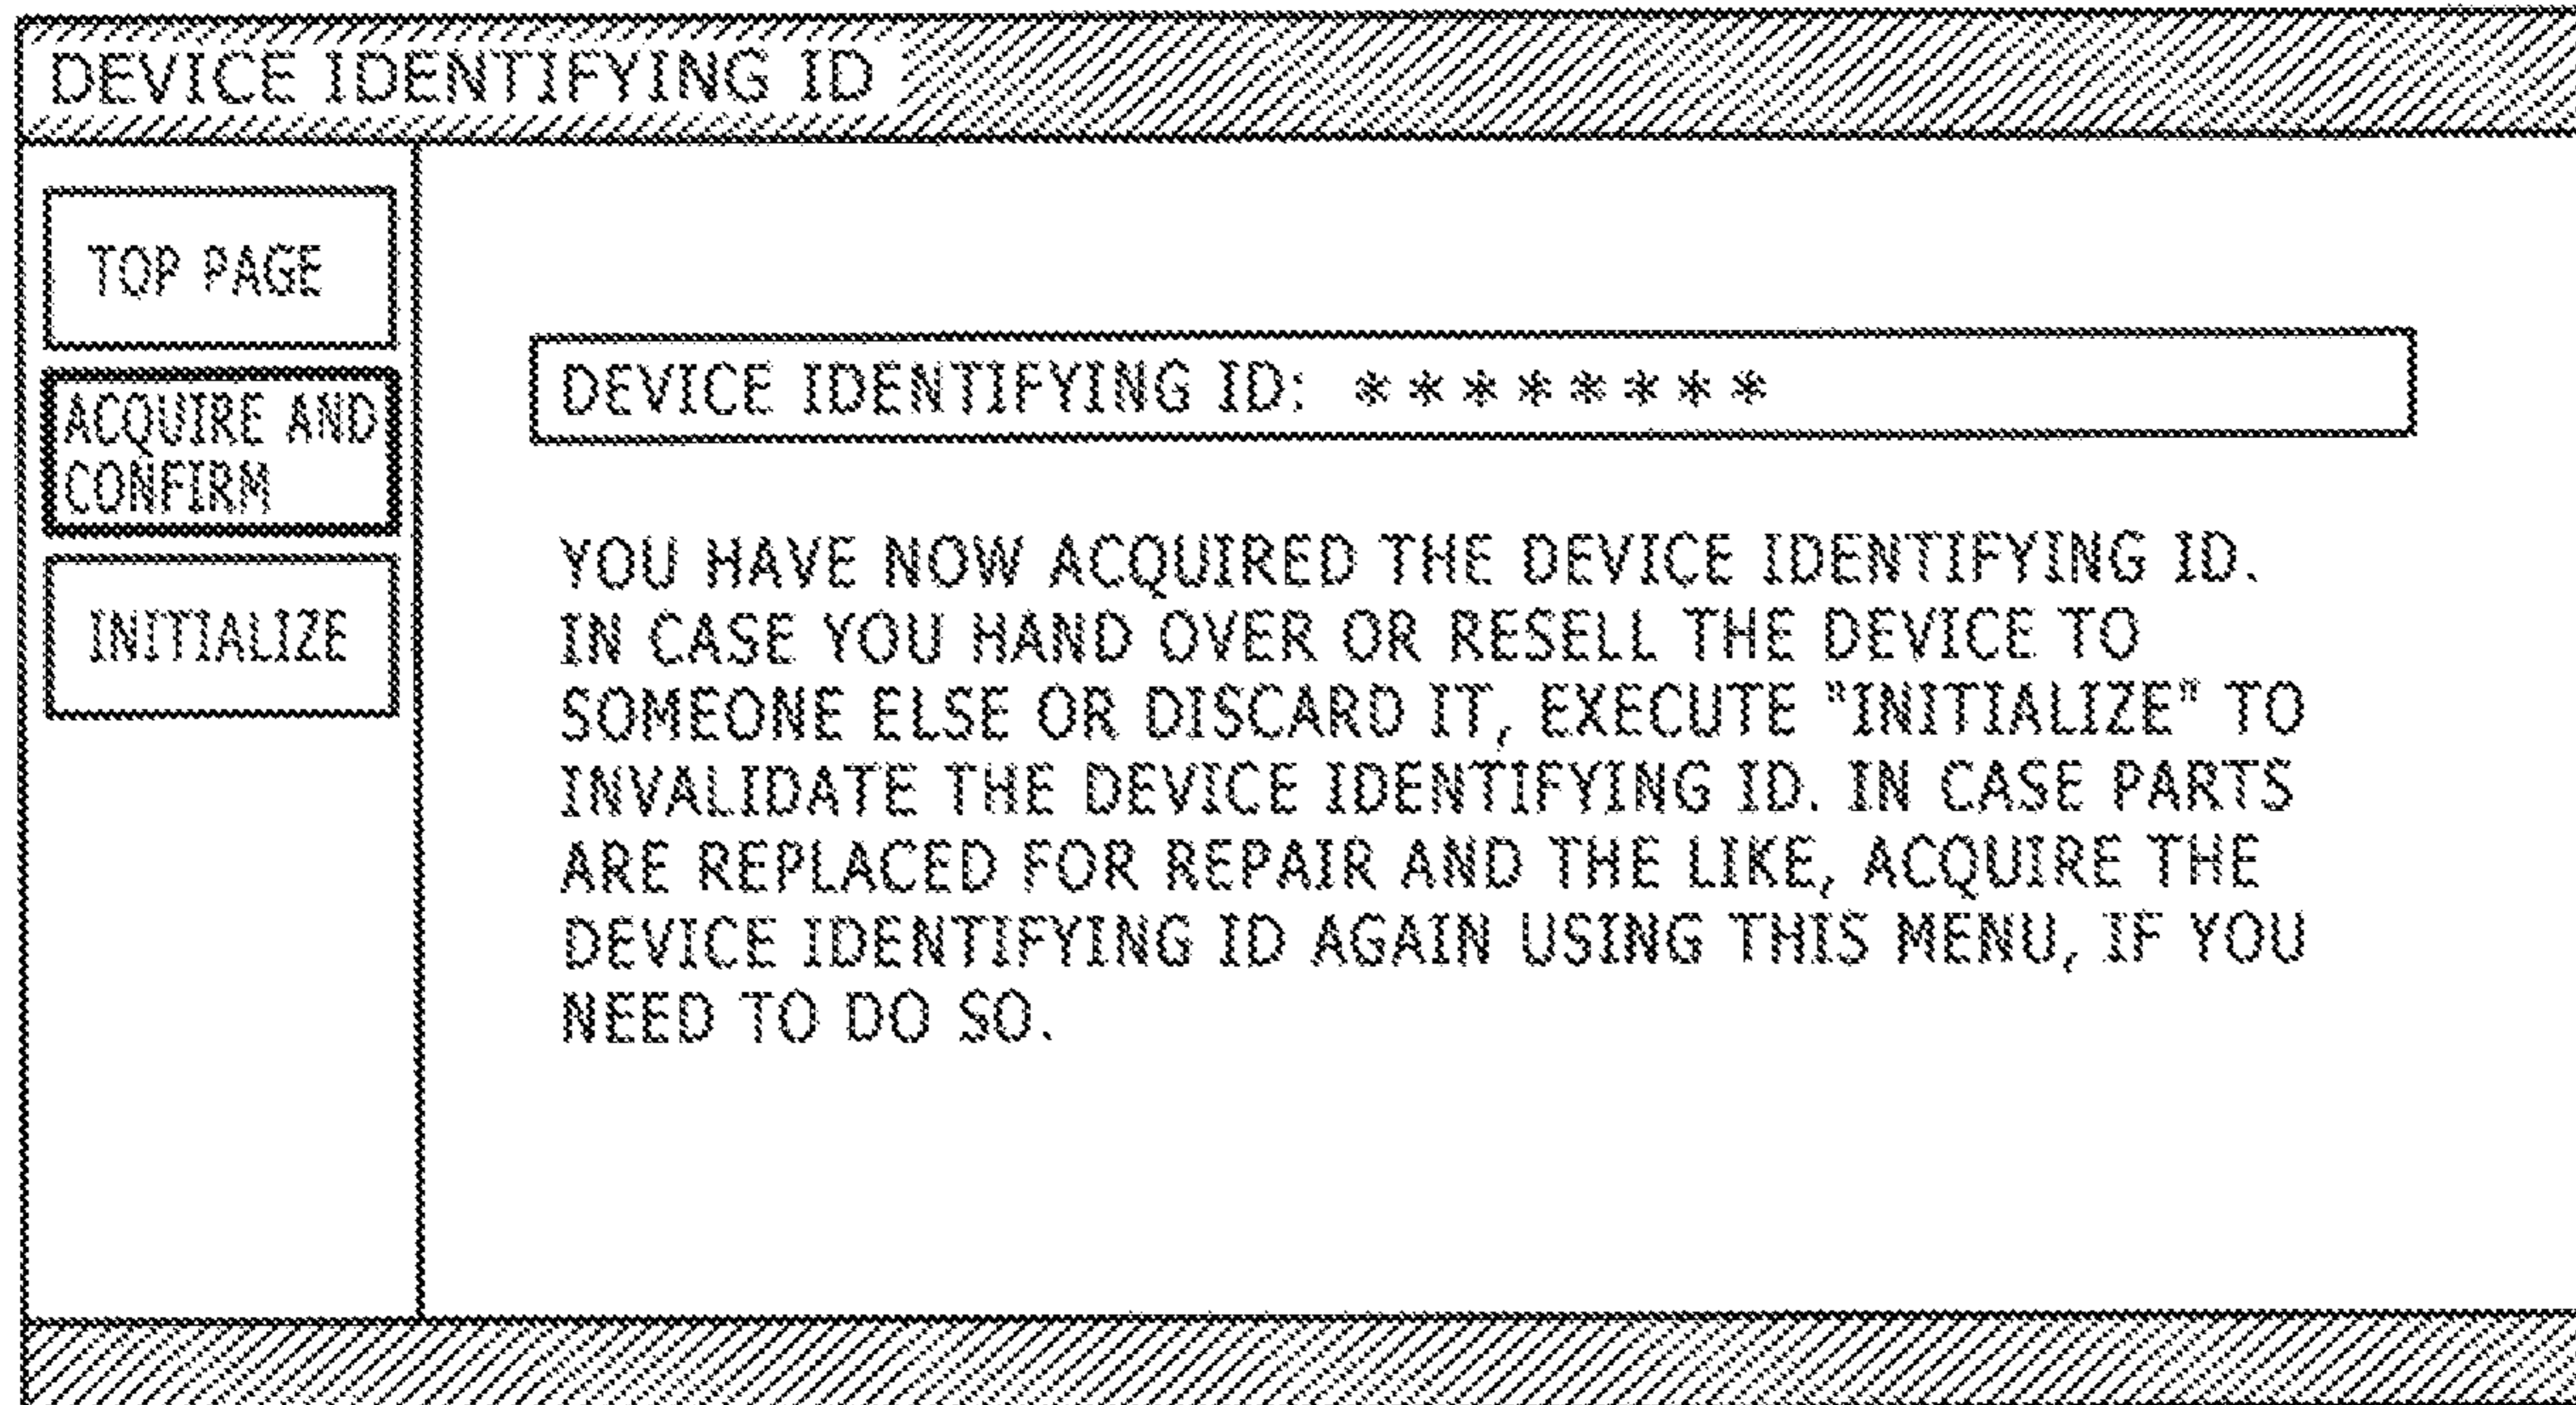 DEVICE IDENTIFYING ID
TOP PAGE
ACQUIRE AND
CONFIRM
INITIALIZE
DEVICE IDENTIFYING ID: ********
YOU HAVE NOW ACQUIRED THE DEVICE IDENTIFYING ID.
IN CASE YOU HAND OVER OR RESELL THE DEVICE TO
SOMEONE ELSE OR DISCARD IT, EXECUTE "INITIALIZE" TO
INVALIDATE THE DEVICE IDENTIFYING ID. IN CASE PARTS
ARE REPLACED FOR REPAIR AND THE LIKE, ACQUIRE THE
DEVICE IDENTIFYING ID AGAIN USING THIS MENU, IF YOU
NEED TO DO SO.